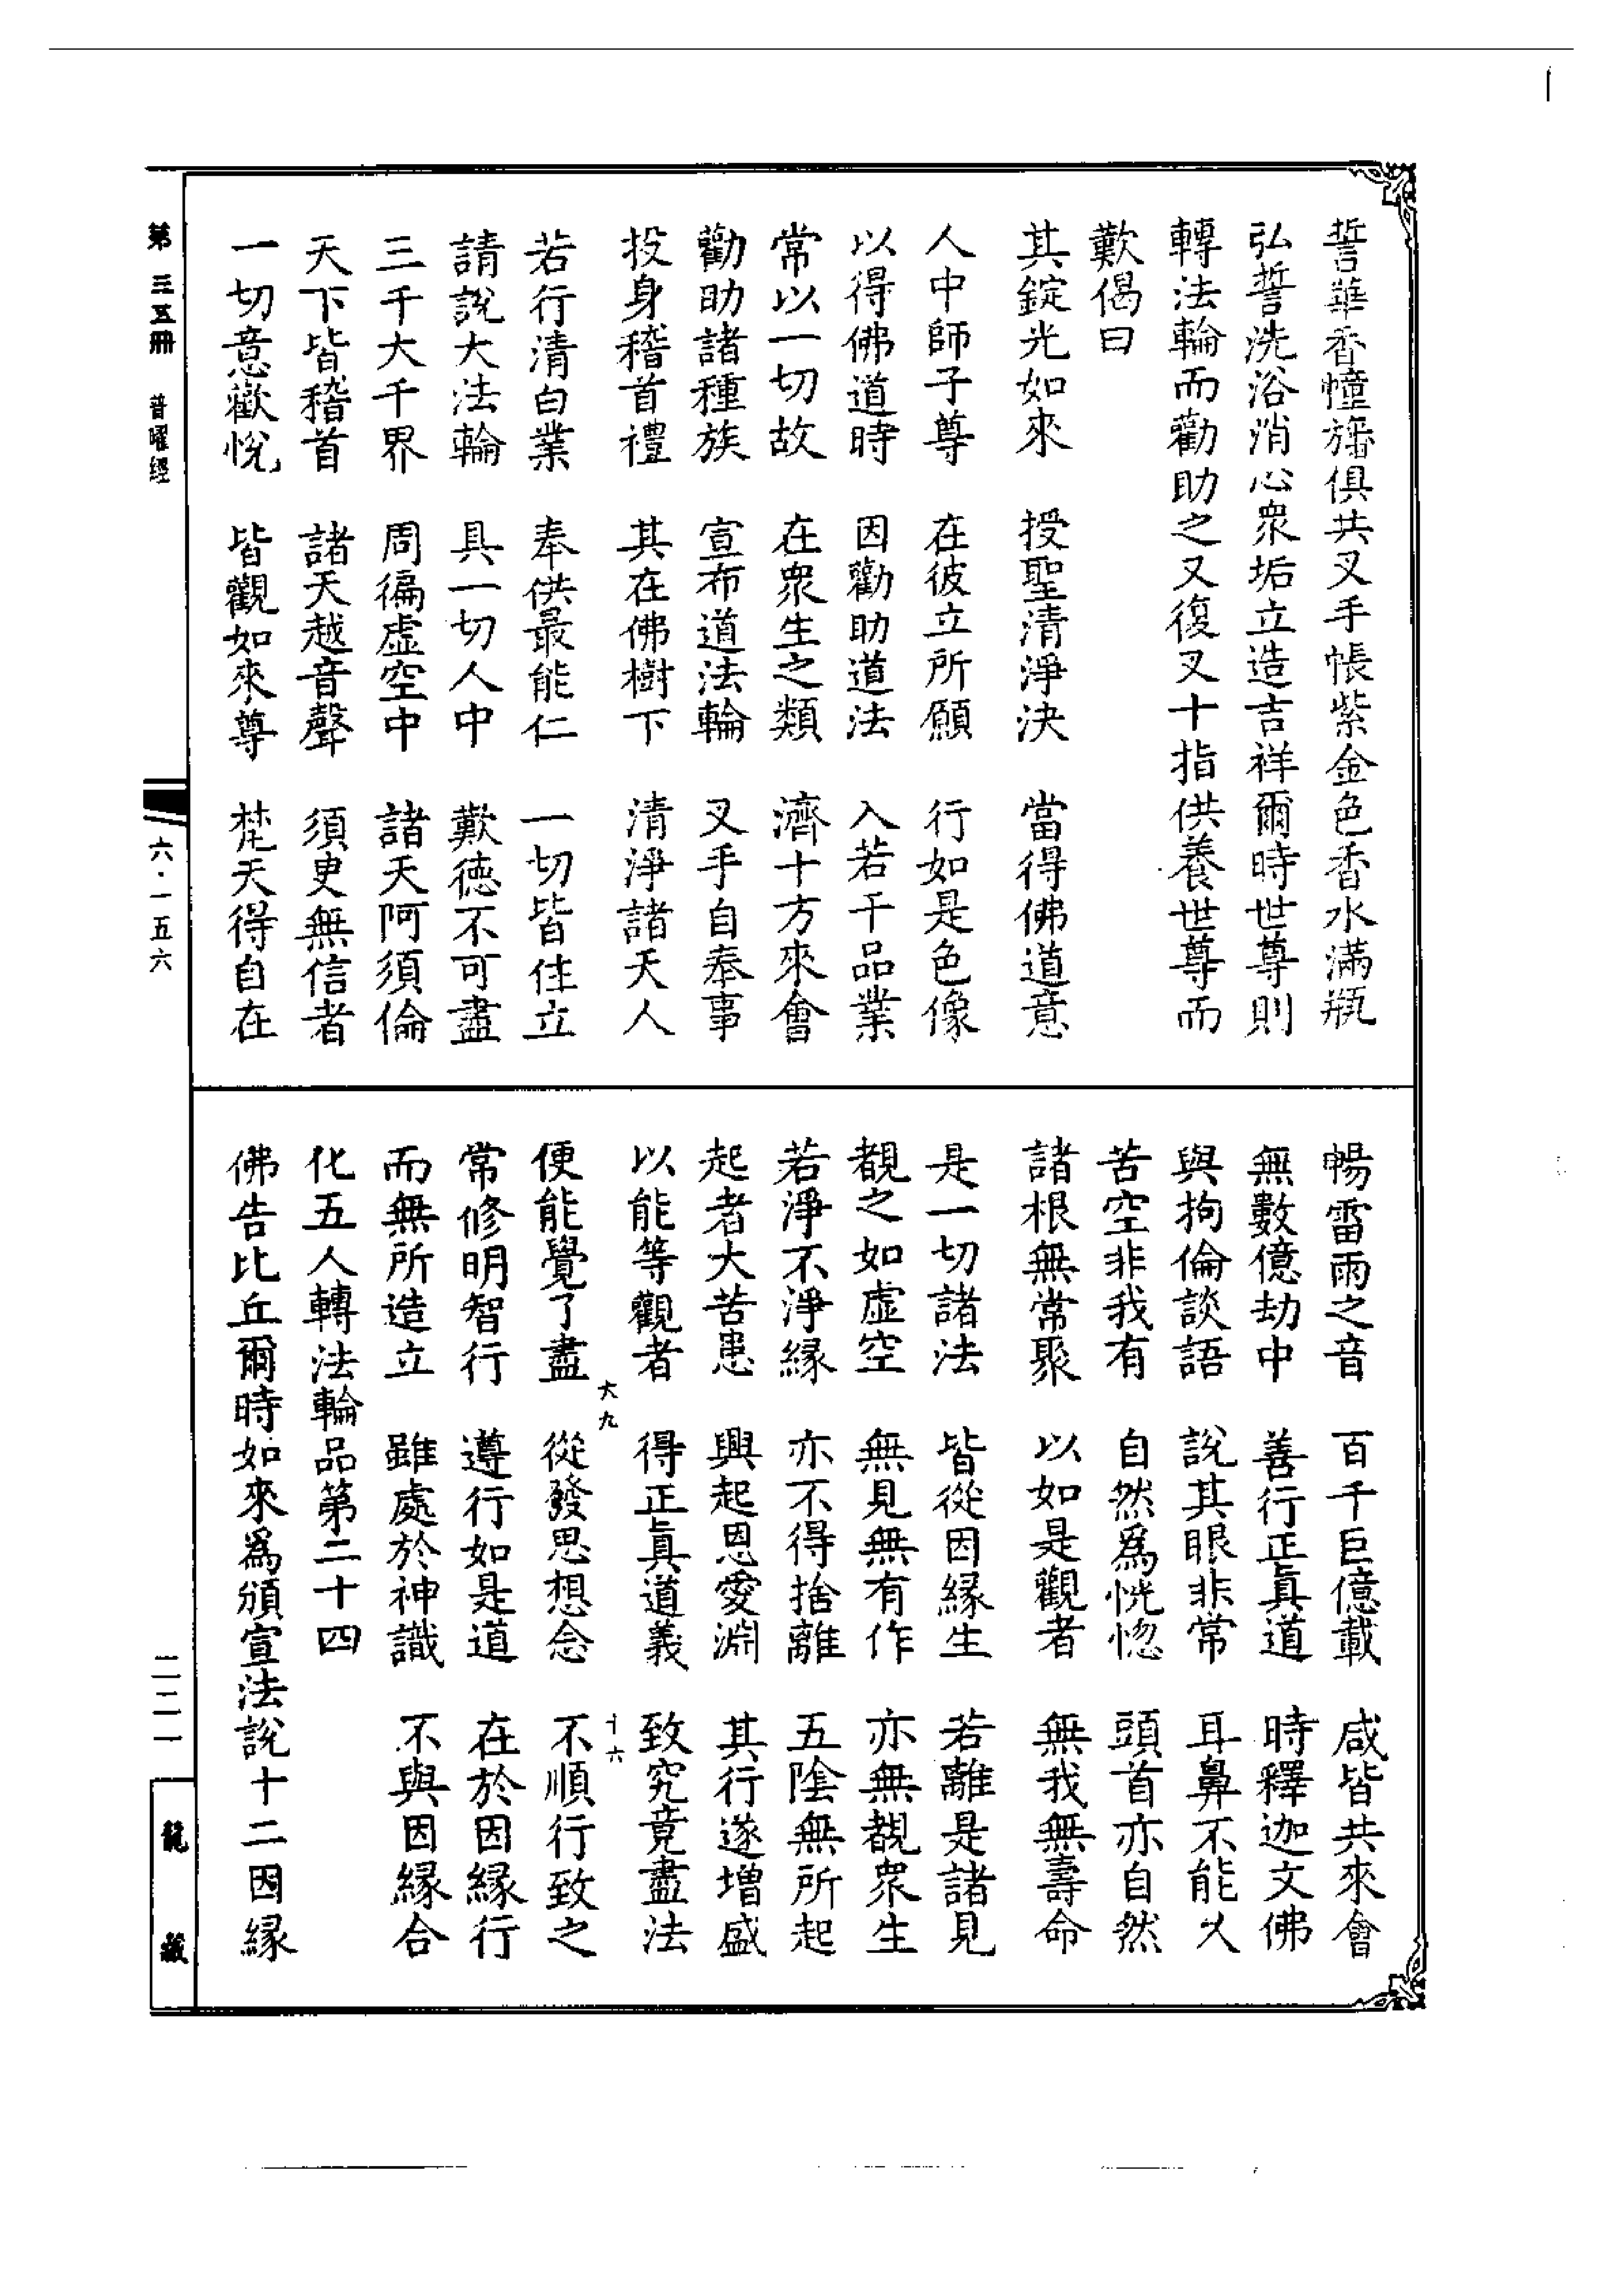 誓華香幢旛俱共叉手帳紫金色香水滿瓶
弘誓洗浴消心衆垢立造吉祥爾時世尊則
轉法輪而勸助之又復叉十指供養世尊而
歎偈曰
其錠光如來　授聖清淨決　當得佛道意
人中師子尊　在彼立所願　行如是色像
以得佛道時　因勸助道法　入若干品業
常以一切故　在衆生之類　濟十方來會
勸助諸種族　宣布道法輪　叉手自奉事
投身稽首禮　其在佛樹下　清淨諸天人
若行清白業　奉供最能仁　一切皆住立
請說大法輪　具一切人中　歎德不可盡
三千大千界　周徧虛空中　諸天阿須倫
天下皆稽首　諸天越音聲　須臾無信者
一切意歡悅　皆觀如來尊　梵天得自在
暢雷雨之音　百千巨億載　咸皆共來會
無數億劫中　善行正眞道　時釋迦文佛
與拘倫談語　說其眼非常　耳鼻不能久
苦空非我有　自然爲恍惚　頭首亦自然
諸根無常聚　以如是觀者　無我無壽命
是一切諸法　皆從因緣生　若離是諸見
覩之如虛空　無見無有作　亦無覩衆生
若淨不淨緣　亦不得捨離　五陰無所起
起者大苦患　興起恩愛淵　其行遂增盛
以能等觀者　得正眞道義　致究竟盡法
大九　十六
便能覺了盡　從發思想念　不順行致之
常修明智行　遵行如是道　在於因緣行
而無所造立　雖處於神識　不與因緣合
化五人轉法輪品第二十四
佛告比丘爾時如來爲頒宣法說十二因緣
第三五冊　普曜經
六·一五六
二二一
龍藏